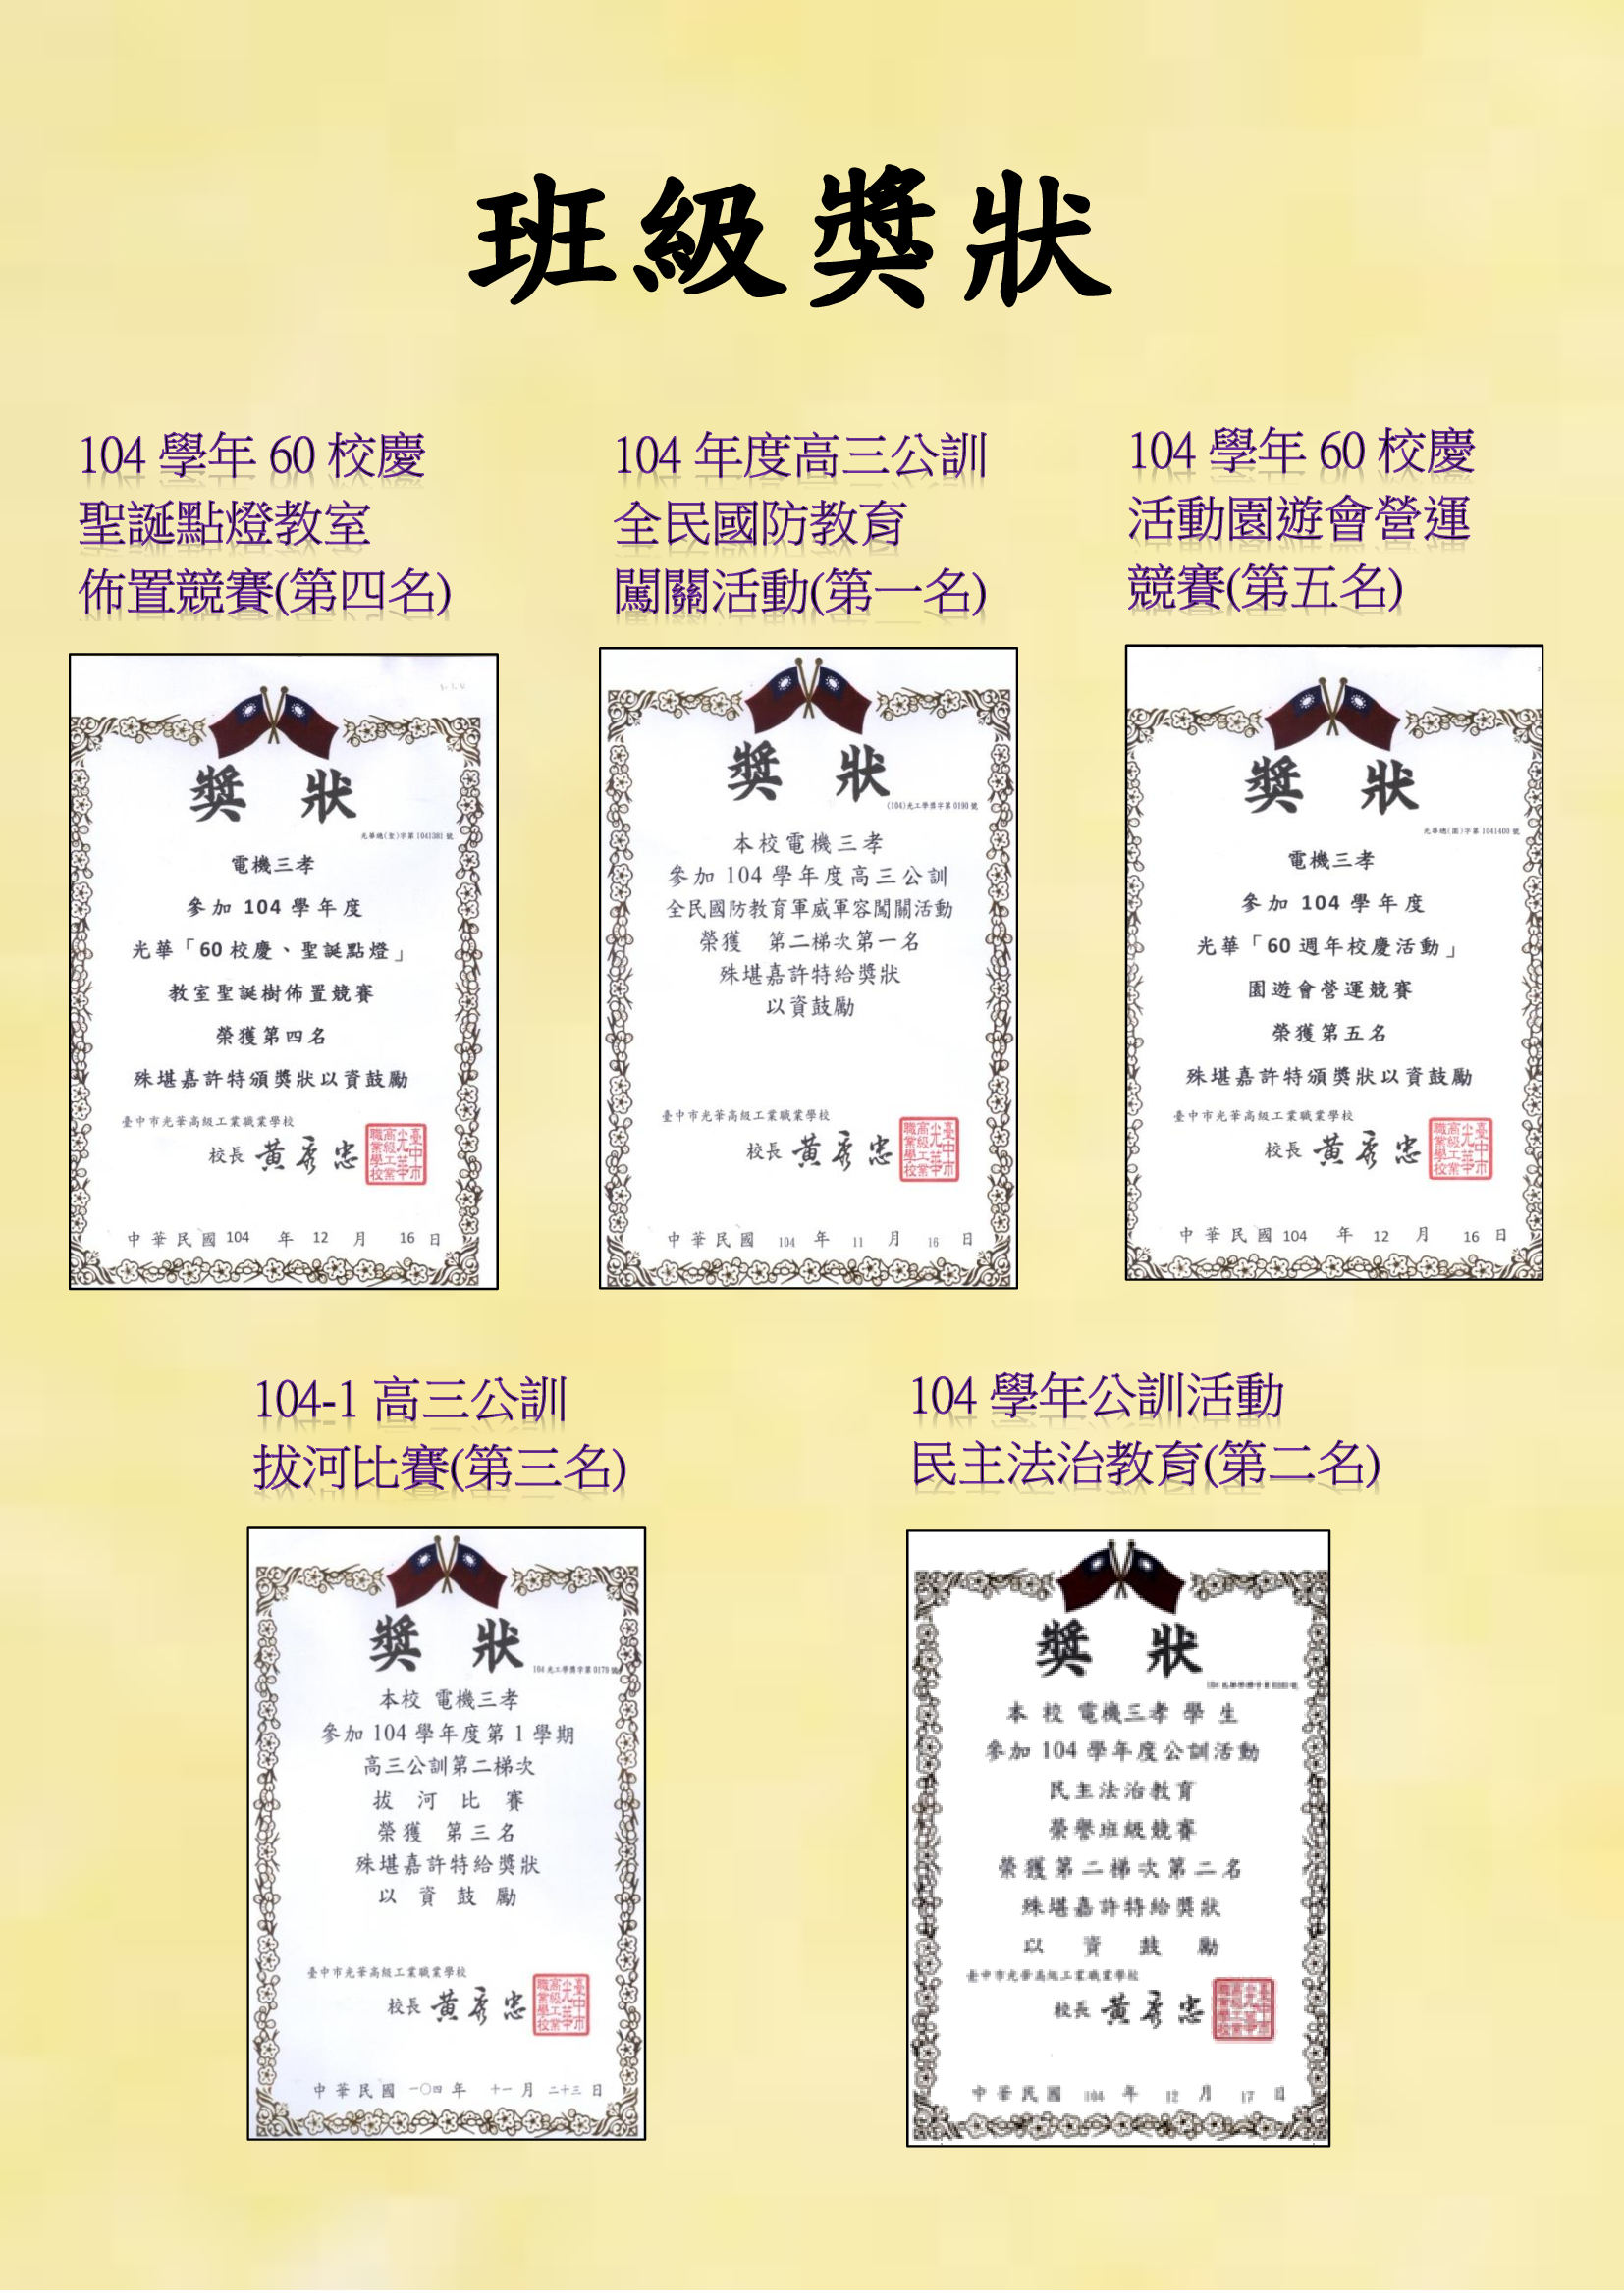 班級獎狀
104 學年 60 校慶
聖誕點燈教室
佈置競賽(第四名)
104 年度高三公訓
全民國防教育
闖關活動(第一名)
104 學年 60 校慶
活動園遊會營運
競賽(第五名)
獎 狀
光華總(聖)字第 1041381 號
電機三孝
參加 104 學年度
光華「60 校慶、聖誕點燈」
教室聖誕樹佈置競賽
榮獲第四名
殊堪嘉許特頒獎狀以資鼓勵
臺中市光華高級工業職業學校
校長 黃秀忠
臺中市光華高級工業職業學校
中華民國 104 年 12 月 16 日
獎 狀
(104)光工學獎字第 0190 號
本校電機三孝
參加 104 學年度高三公訓
全民國防教育軍威軍容闖關活動
榮獲 第二梯次第一名
殊堪嘉許特給獎狀
以資鼓勵
臺中市光華高級工業職業學校
校長 黃秀忠
臺中市光華高級工業職業學校
中華民國 104 年 11 月 16 日
獎 狀
光華總(園)字第 1041400 號
電機三孝
參加 104 學年度
光華「60 週年校慶活動」
園遊會營運競賽
榮獲第五名
殊堪嘉許特頒獎狀以資鼓勵
臺中市光華高級工業職業學校
校長 黃秀忠
臺中市光華高級工業職業學校
中華民國 104 年 12 月 16 日
104-1 高三公訓
拔河比賽(第三名)
104 學年公訓活動
民主法治教育(第二名)
獎 狀
104 光工學獎字第 0179 號
本校 電機三孝
參加 104 學年度第 1 學期
高三公訓第二梯次
拔 河 比 賽
榮獲 第三名
殊堪嘉許特給獎狀
以 資 鼓 勵
臺中市光華高級工業職業學校
校長 黃秀忠
臺中市光華高級工業職業學校
中華民國 一〇四 年 十一 月 二十三 日
獎 狀
本 校 電機三孝 學 生
參加 104 學年度公訓活動
民主法治教育
榮譽班級競賽
榮獲第二梯次第二名
殊堪嘉許特給獎狀
以 資 鼓 勵
臺中市光華高級工業職業學校
校長 黃秀忠
臺中市光華高級工業職業學校
中華民國 104 年 12 月 17 日